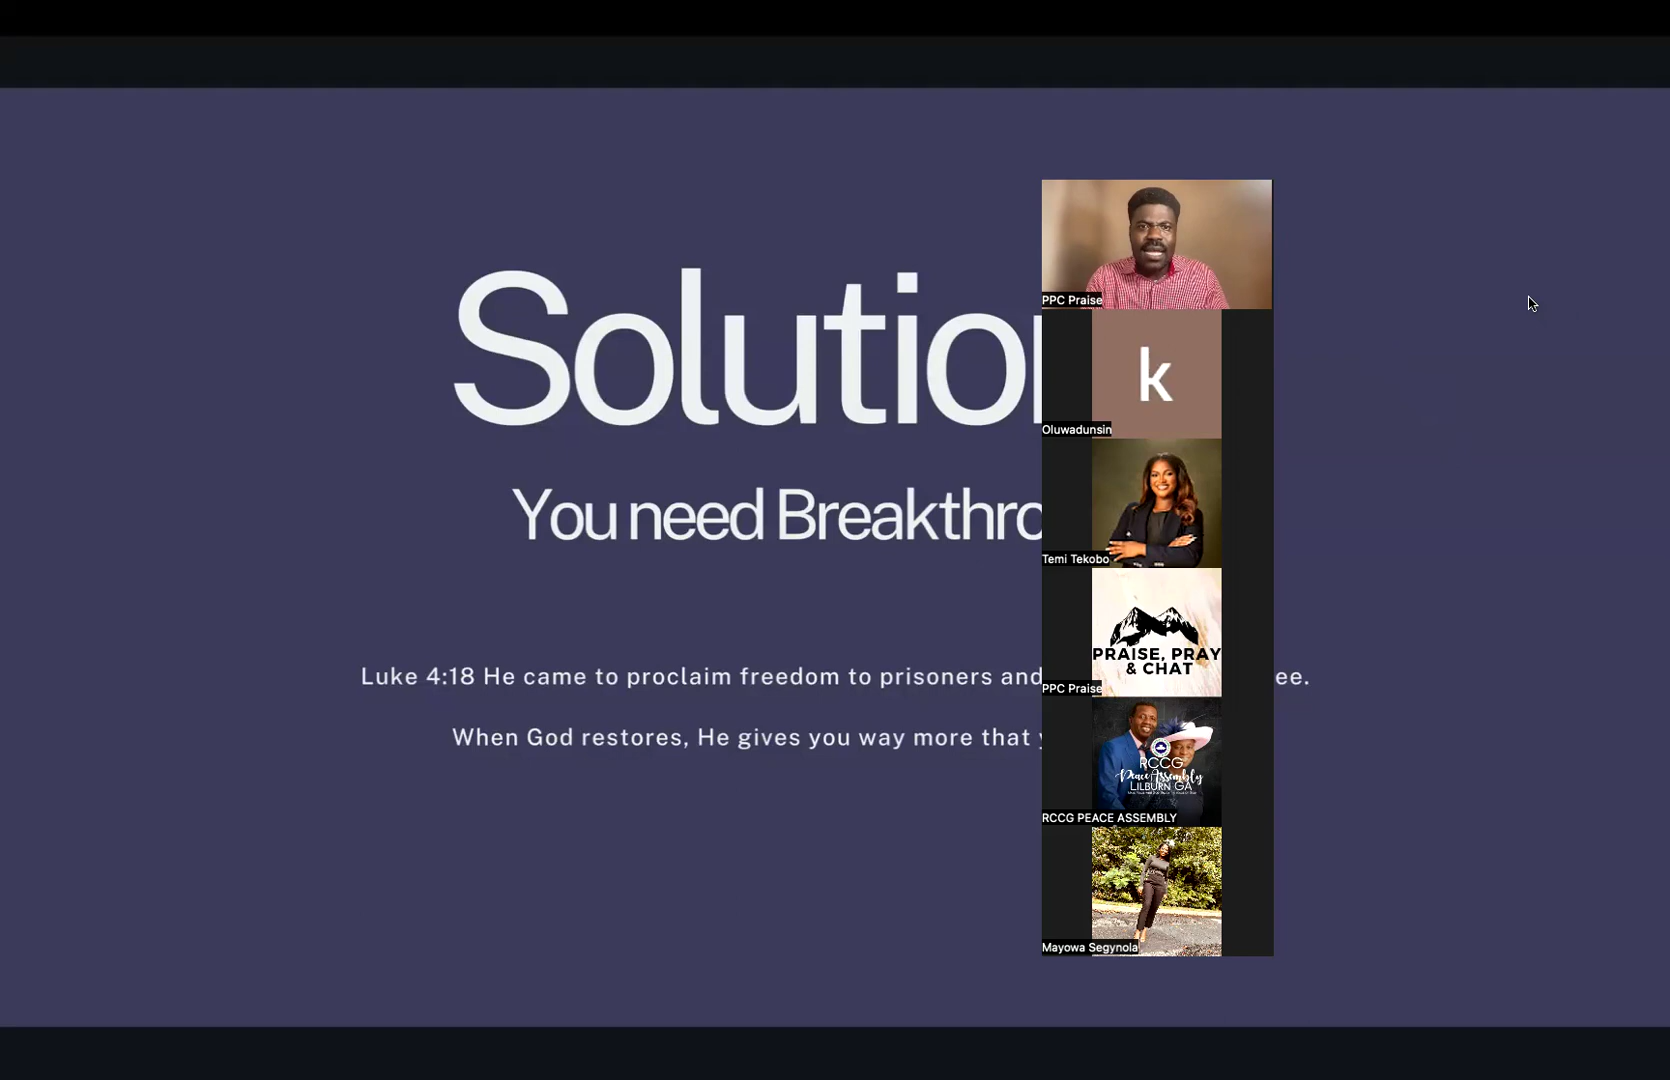 Solution
You need Breakthro
Luke 4:18 He came to proclaim freedom to prisoners and ee.
When God restores, He gives you way more that
PPC Praise
k
Oluwadunsin
Temi Tekobo
PRAISE, PRAY
& CHAT
PPC Praise
RCCG
Peace Assembly
LILBURN GA
RCCG PEACE ASSEMBLY
Mayowa Segynola